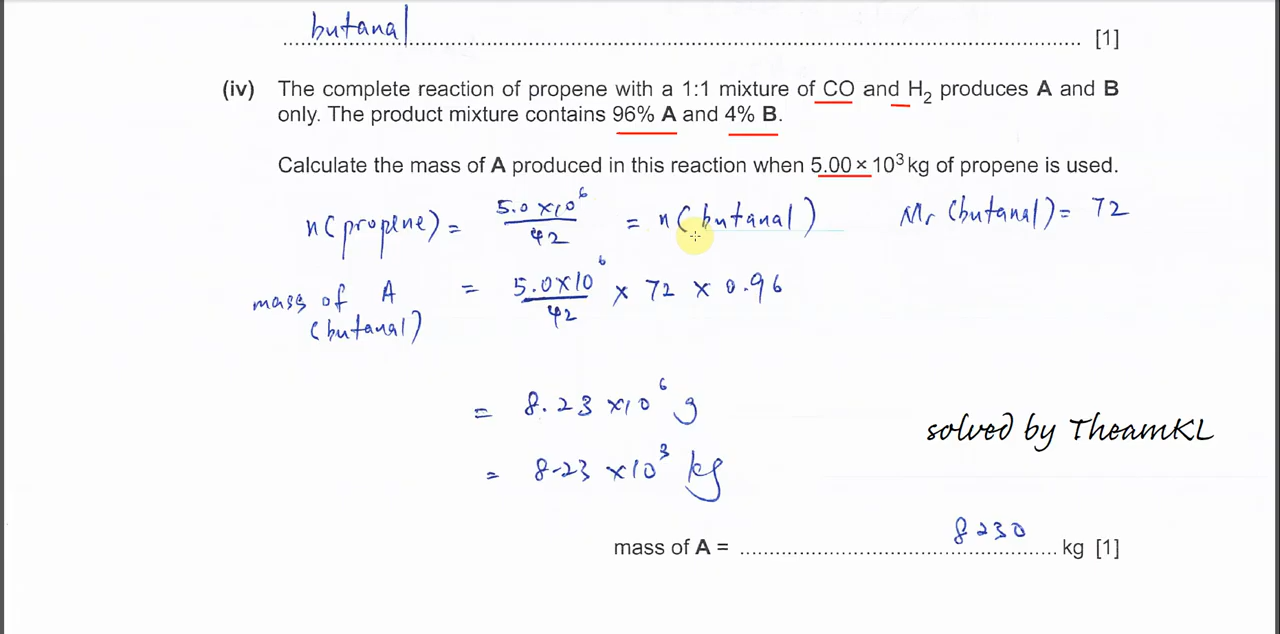 butanal
[1]
(iv) The complete reaction of propene with a 1:1 mixture of CO and H₂ produces A and B
only. The product mixture contains 96% A and 4% B.
Calculate the mass of A produced in this reaction when 5.00 × 10³ kg of propene is used.
n(propene) = 5.0 × 10⁶ / 42 = n(butanal) Mr (butanal) = 72
mass of A (butanal) = 5.0 × 10⁶ / 42 × 72 × 0.96
= 8.23 × 10⁶ g
= 8.23 × 10³ kg
solved by TheamKL
8230
mass of A = kg [1]